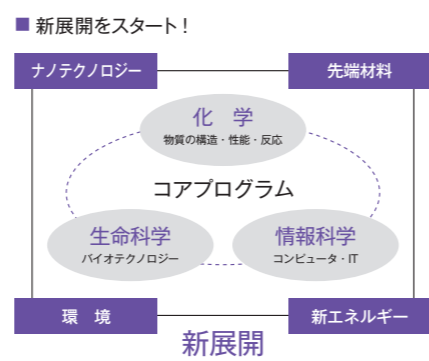 ■ 新展開をスタート!
ナノテクノロジー
先端材料
化 学
物質の構造・性能・反応
コアプログラム
生命科学
バイオテクノロジー
情報科学
コンピュータ・IT
環 境
新エネルギー
新展開